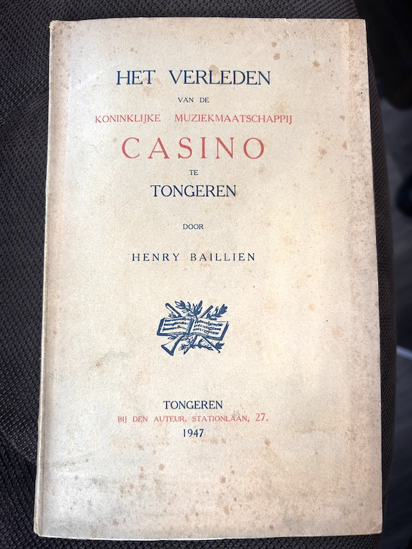 HET VERLEDEN
VAN DE
KONINKLIJKE MUZIEKMAATSCHAPPIJ
CASINO
TE
TONGEREN
DOOR
HENRY BAILLIEN
TONGEREN
BIJ DEN AUTEUR, STATIONLAAN, 27.
1947